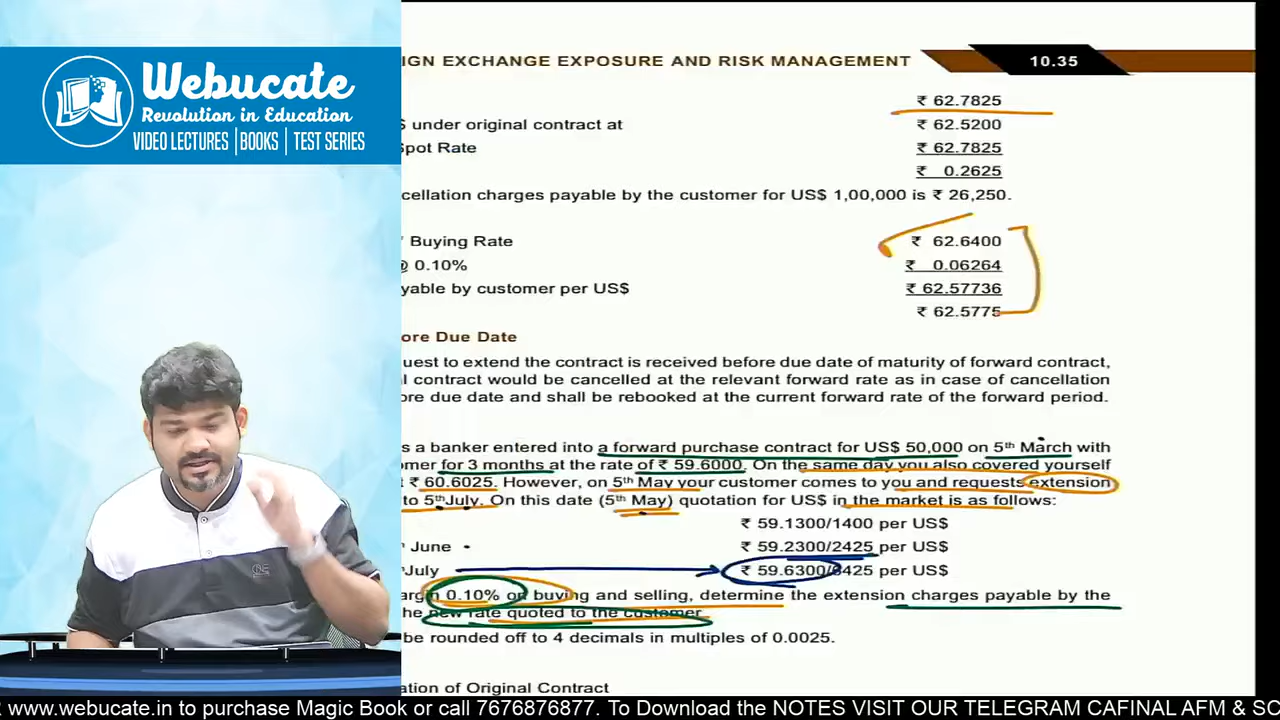 Webucate
Revolution in Education
VIDEO LECTURES | BOOKS | TEST SERIES
IGN EXCHANGE EXPOSURE AND RISK MANAGEMENT
10.35
₹ 62.7825
$ under original contract at ₹ 62.5200
Spot Rate ₹ 62.7825
₹ 0.2625
cellation charges payable by the customer for US$ 1,00,000 is ₹ 26,250.
Buying Rate ₹ 62.6400
@ 0.10% ₹ 0.06264
yable by customer per US$ ₹ 62.57736
₹ 62.5775
ore Due Date
uest to extend the contract is received before due date of maturity of forward contract,
l contract would be cancelled at the relevant forward rate as in case of cancellation
ore due date and shall be rebooked at the current forward rate of the forward period.
s a banker entered into a forward purchase contract for US$ 50,000 on 5th March with
omer for 3 months at the rate of ₹ 59.6000. On the same day you also covered yourself
t ₹ 60.6025. However, on 5th May your customer comes to you and requests extension
to 5th July. On this date (5th May) quotation for US$ in the market is as follows:
₹ 59.1300/1400 per US$
h June ₹ 59.2300/2425 per US$
July ₹ 59.6300/6425 per US$
argin 0.10% on buying and selling, determine the extension charges payable by the
he new rate quoted to the customer
be rounded off to 4 decimals in multiples of 0.0025.
ation of Original Contract
www.webucate.in to purchase Magic Book or call 7676876877. To Download the NOTES VISIT OUR TELEGRAM CAFINAL AFM & SC